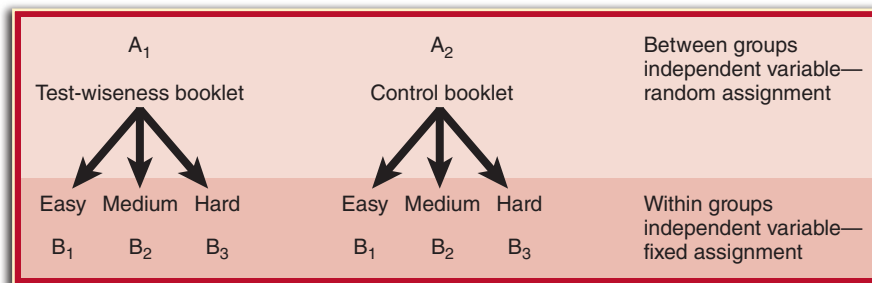 A₁ A₂ Between groups
independent variable—
Test-wiseness booklet Control booklet random assignment
Easy Medium Hard Easy Medium Hard Within groups
independent variable—
B₁ B₂ B₃ B₁ B₂ B₃ fixed assignment